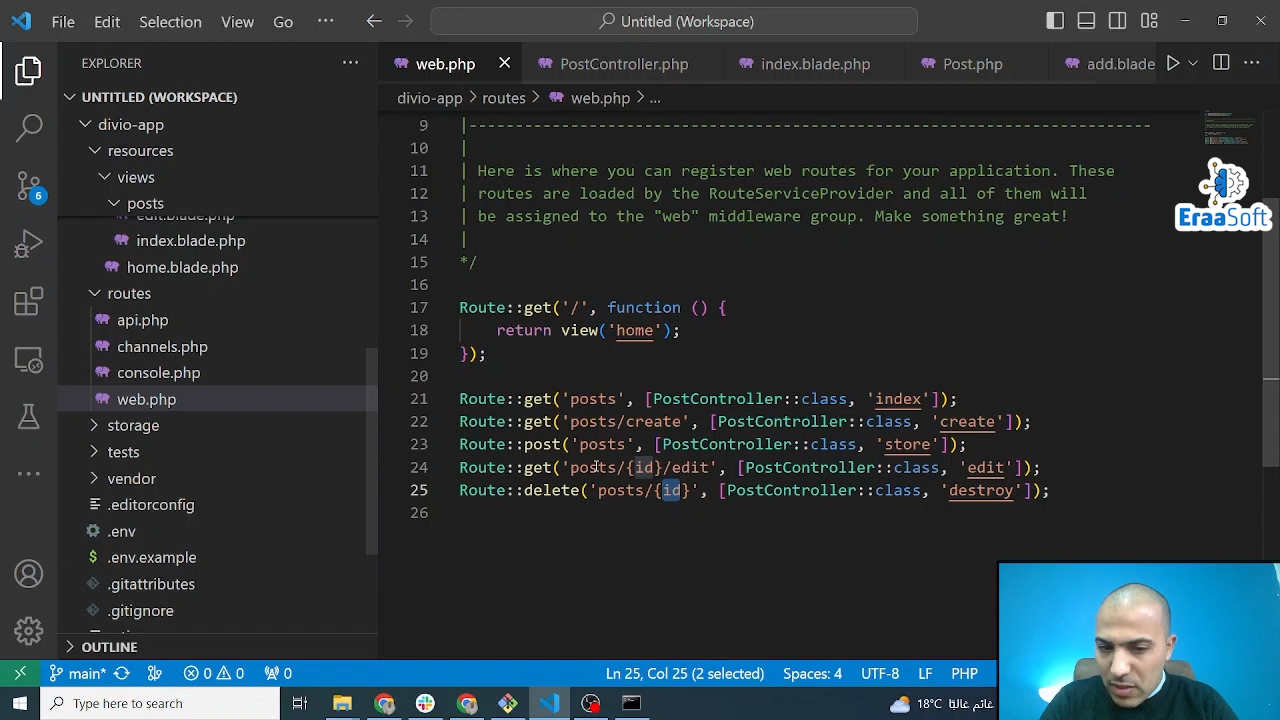 File Edit Selection View Go ··· Untitled (Workspace)
EXPLORER ···
web.php PostController.php index.blade.php Post.php add.blade
UNTITLED (WORKSPACE)
divio-app > routes > web.php > ...
divio-app
resources
views
posts
edit.blade.php
index.blade.php
home.blade.php
routes
api.php
channels.php
console.php
web.php
storage
tests
vendor
.editorconfig
.env
.env.example
.gitattributes
.gitignore
OUTLINE
6
9 |--------------------------------------------------------------------------
10 |
11 | Here is where you can register web routes for your application. These
12 | routes are loaded by the RouteServiceProvider and all of them will
13 | be assigned to the "web" middleware group. Make something great!
14 |
15 */
16
17 Route::get('/', function () {
18 return view('home');
19 });
20
21 Route::get('posts', [PostController::class, 'index']);
22 Route::get('posts/create', [PostController::class, 'create']);
23 Route::post('posts', [PostController::class, 'store']);
24 Route::get('posts/{id}/edit', [PostController::class, 'edit']);
25 Route::delete('posts/{id}', [PostController::class, 'destroy']);
26
EraaSoft
main* 0 0 0 Ln 25, Col 25 (2 selected) Spaces: 4 UTF-8 LF PHP
Type here to search 18°C غائم غالبًا